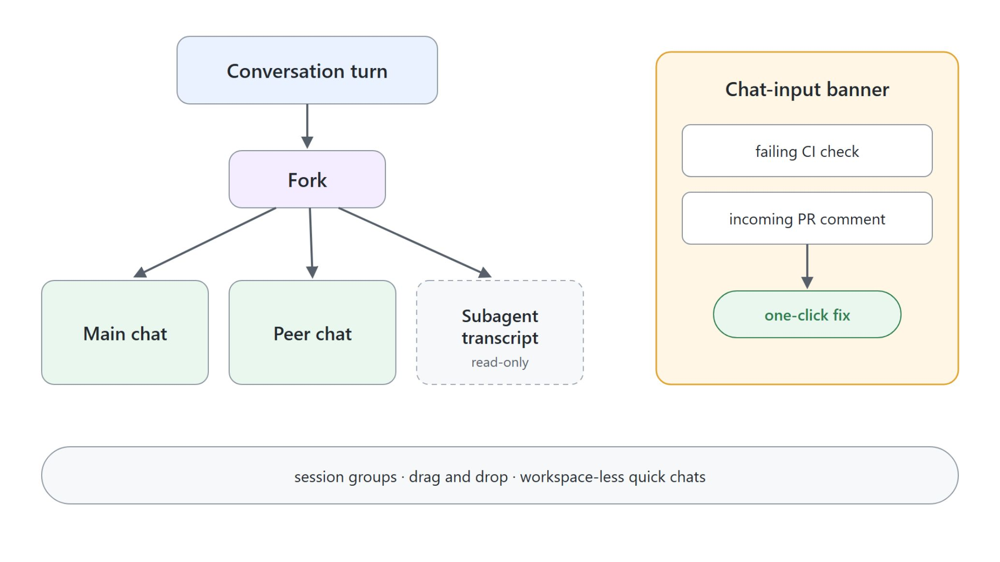 Conversation turn
Fork
Main chat
Peer chat
Subagent
transcript
read-only
Chat-input banner
failing CI check
incoming PR comment
one-click fix
session groups · drag and drop · workspace-less quick chats